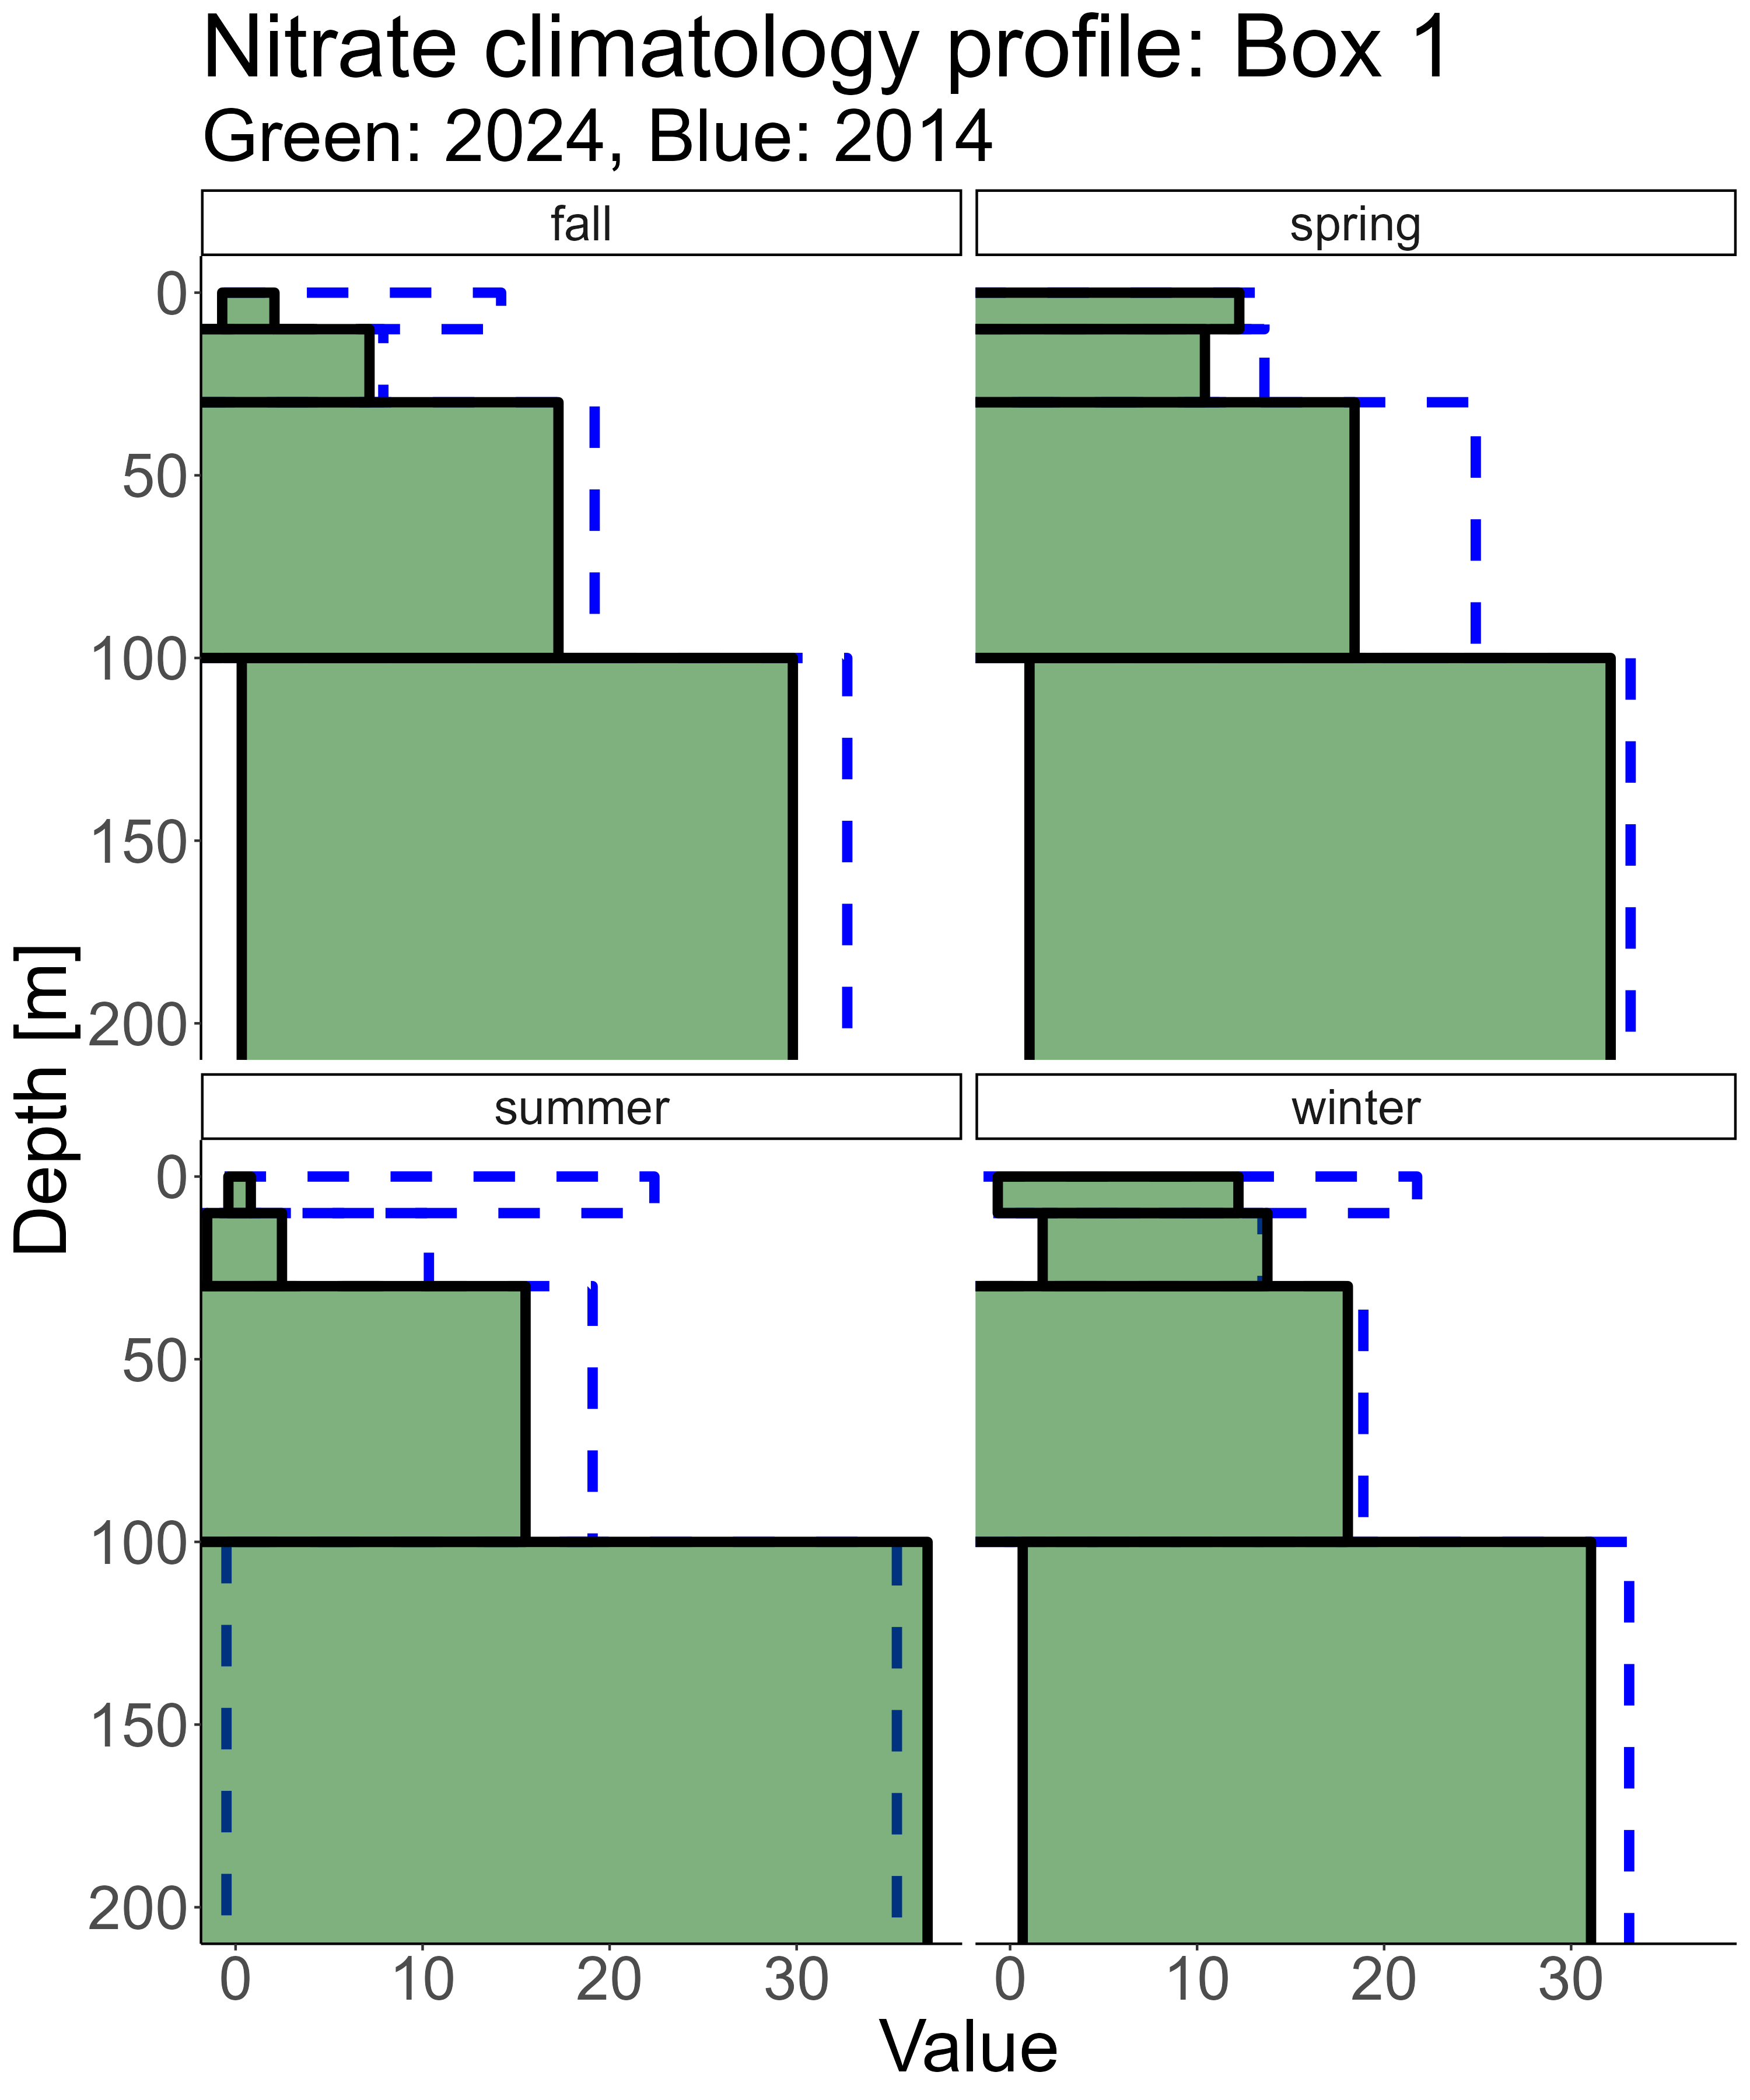 Nitrate climatology profile: Box 1
Green: 2024, Blue: 2014
fall
spring
0
50
100
150
200
summer
winter
0
50
100
150
200
0 10 20 30
0 10 20 30
Depth [m]
Value